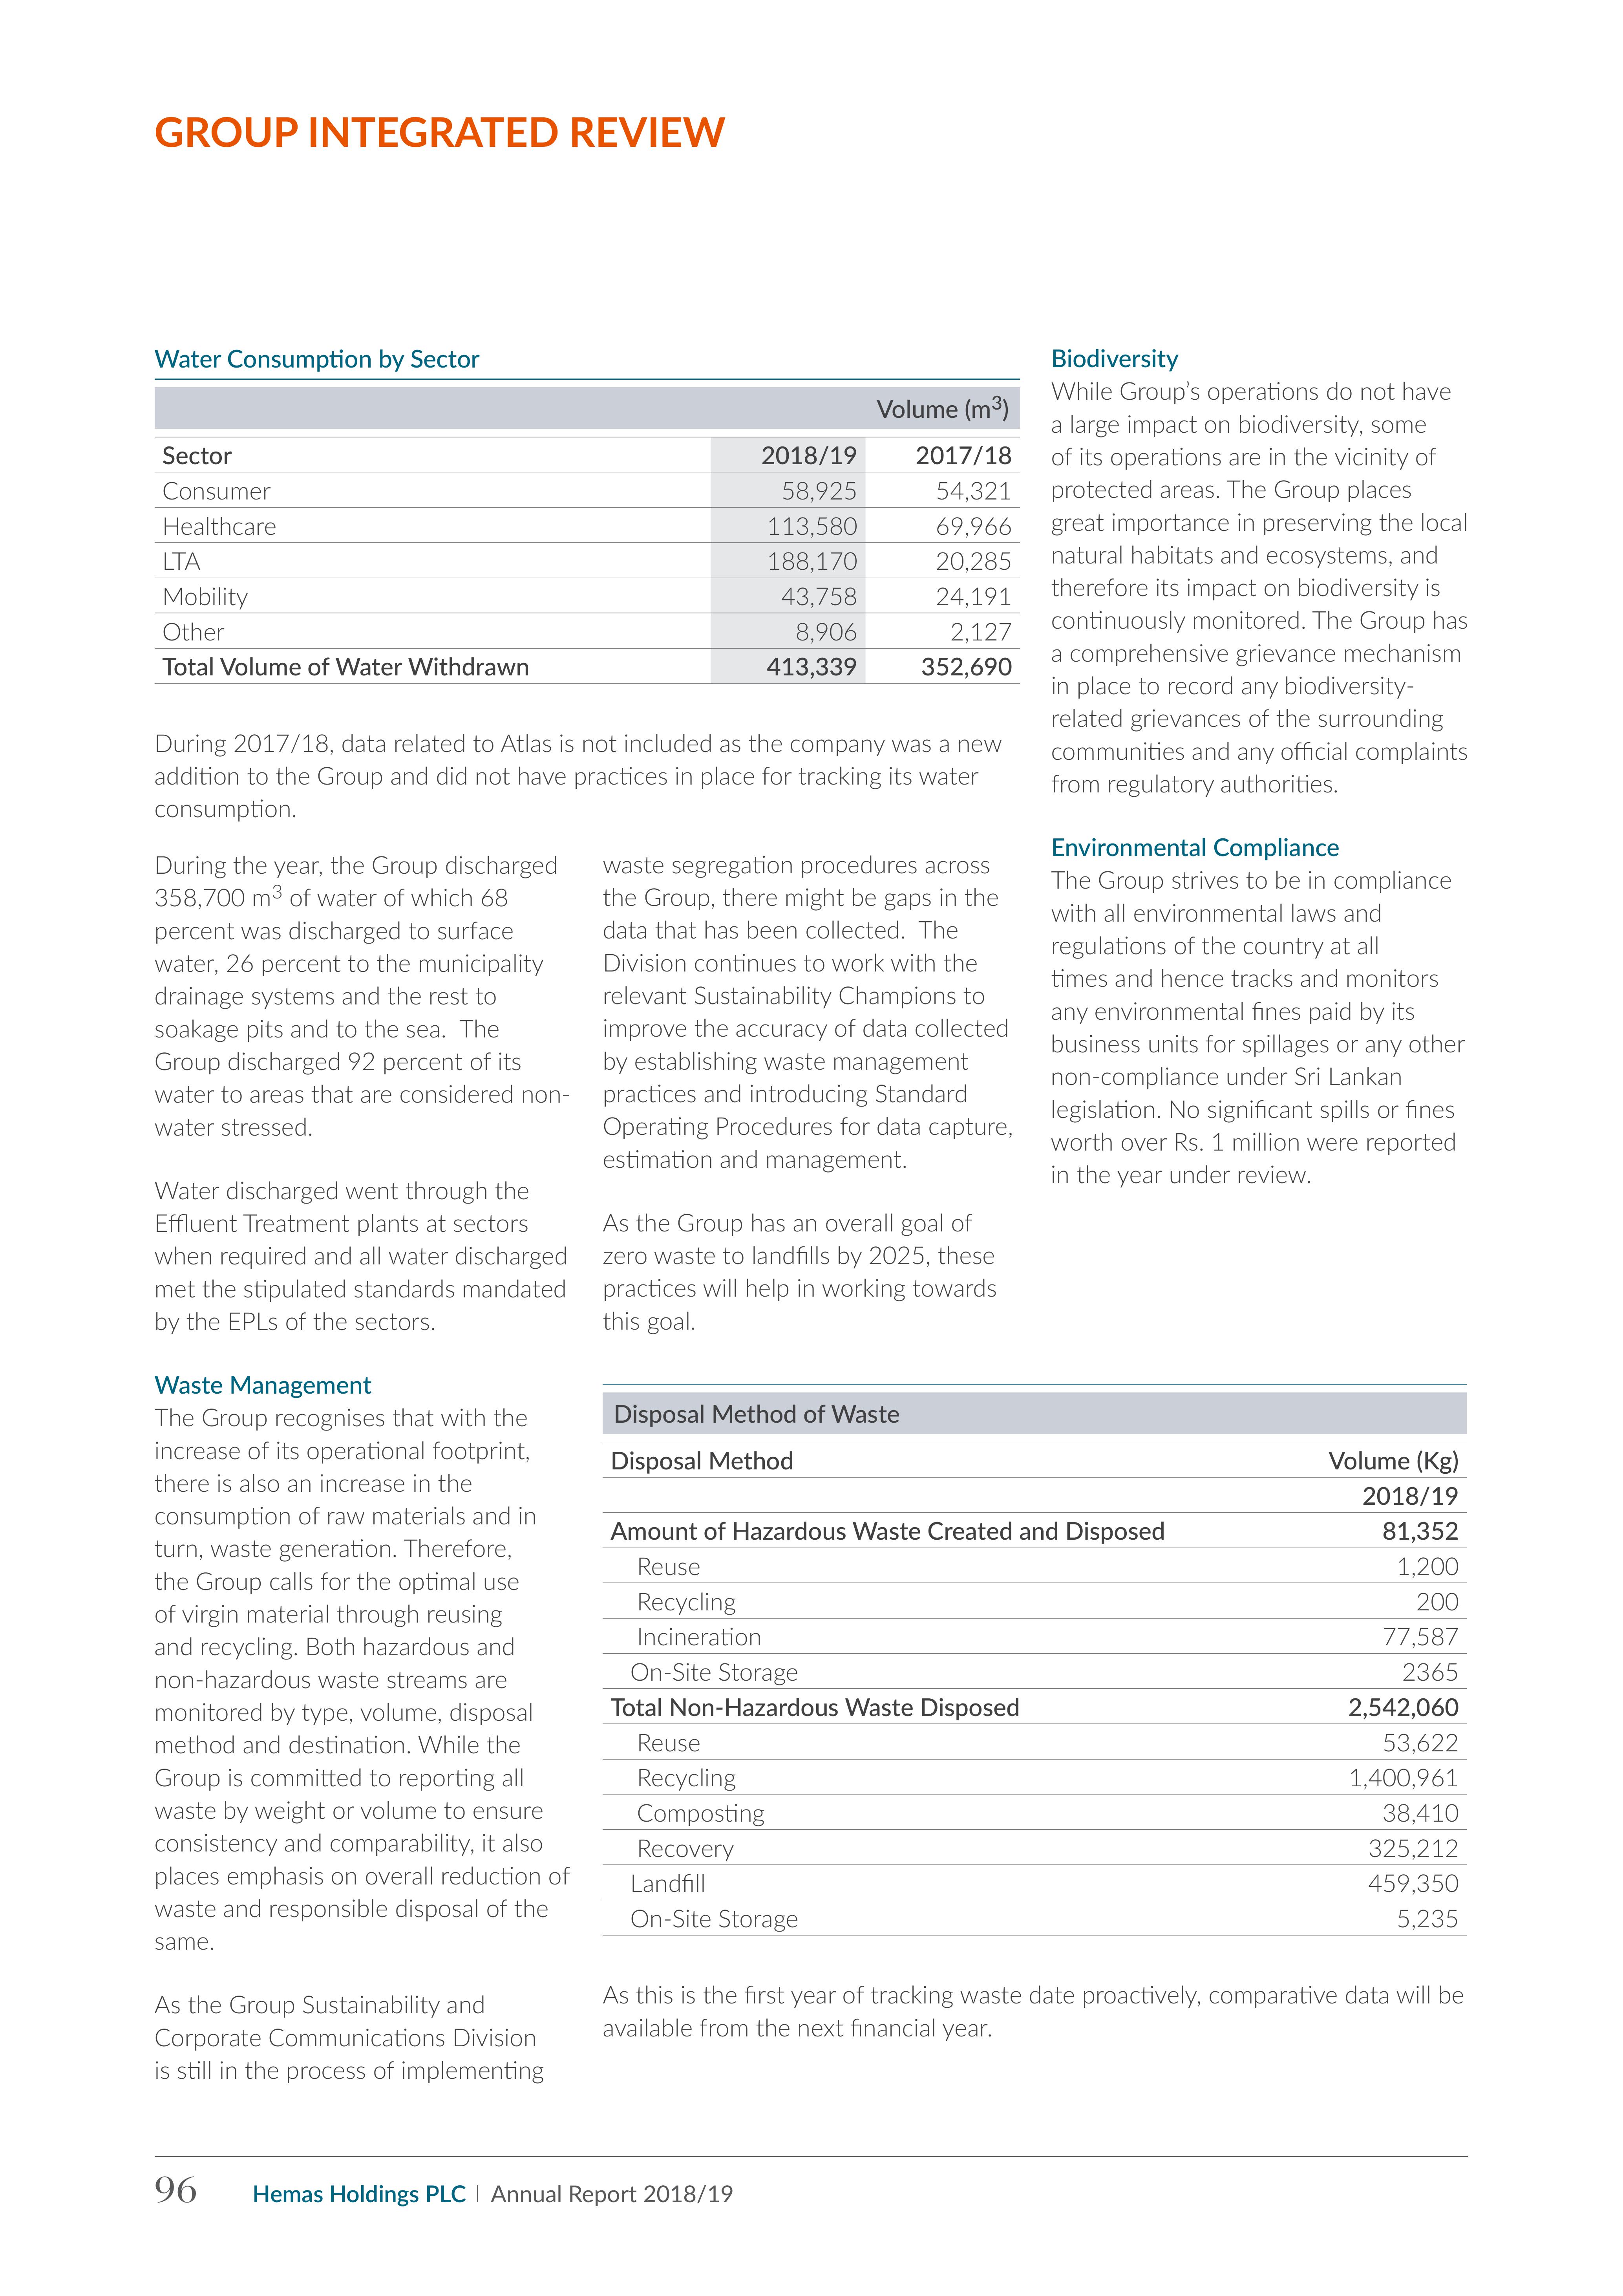 GROUP INTEGRATED REVIEW
Water Consumption by Sector
Volume (m³)
Sector 2018/19 2017/18
Consumer 58,925 54,321
Healthcare 113,580 69,966
LTA 188,170 20,285
Mobility 43,758 24,191
Other 8,906 2,127
Total Volume of Water Withdrawn 413,339 352,690
During 2017/18, data related to Atlas is not included as the company was a new
addition to the Group and did not have practices in place for tracking its water
consumption.
During the year, the Group discharged
358,700 m³ of water of which 68
percent was discharged to surface
water, 26 percent to the municipality
drainage systems and the rest to
soakage pits and to the sea. The
Group discharged 92 percent of its
water to areas that are considered non-
water stressed.
Water discharged went through the
Effluent Treatment plants at sectors
when required and all water discharged
met the stipulated standards mandated
by the EPLs of the sectors.
Waste Management
The Group recognises that with the
increase of its operational footprint,
there is also an increase in the
consumption of raw materials and in
turn, waste generation. Therefore,
the Group calls for the optimal use
of virgin material through reusing
and recycling. Both hazardous and
non-hazardous waste streams are
monitored by type, volume, disposal
method and destination. While the
Group is committed to reporting all
waste by weight or volume to ensure
consistency and comparability, it also
places emphasis on overall reduction of
waste and responsible disposal of the
same.
As the Group Sustainability and
Corporate Communications Division
is still in the process of implementing
waste segregation procedures across
the Group, there might be gaps in the
data that has been collected. The
Division continues to work with the
relevant Sustainability Champions to
improve the accuracy of data collected
by establishing waste management
practices and introducing Standard
Operating Procedures for data capture,
estimation and management.
As the Group has an overall goal of
zero waste to landfills by 2025, these
practices will help in working towards
this goal.
Disposal Method of Waste
Disposal Method Volume (Kg)
2018/19
Amount of Hazardous Waste Created and Disposed 81,352
Reuse 1,200
Recycling 200
Incineration 77,587
On-Site Storage 2365
Total Non-Hazardous Waste Disposed 2,542,060
Reuse 53,622
Recycling 1,400,961
Composting 38,410
Recovery 325,212
Landfill 459,350
On-Site Storage 5,235
As this is the first year of tracking waste date proactively, comparative data will be
available from the next financial year.
Biodiversity
While Group's operations do not have
a large impact on biodiversity, some
of its operations are in the vicinity of
protected areas. The Group places
great importance in preserving the local
natural habitats and ecosystems, and
therefore its impact on biodiversity is
continuously monitored. The Group has
a comprehensive grievance mechanism
in place to record any biodiversity-
related grievances of the surrounding
communities and any official complaints
from regulatory authorities.
Environmental Compliance
The Group strives to be in compliance
with all environmental laws and
regulations of the country at all
times and hence tracks and monitors
any environmental fines paid by its
business units for spillages or any other
non-compliance under Sri Lankan
legislation. No significant spills or fines
worth over Rs. 1 million were reported
in the year under review.
96 Hemas Holdings PLC | Annual Report 2018/19